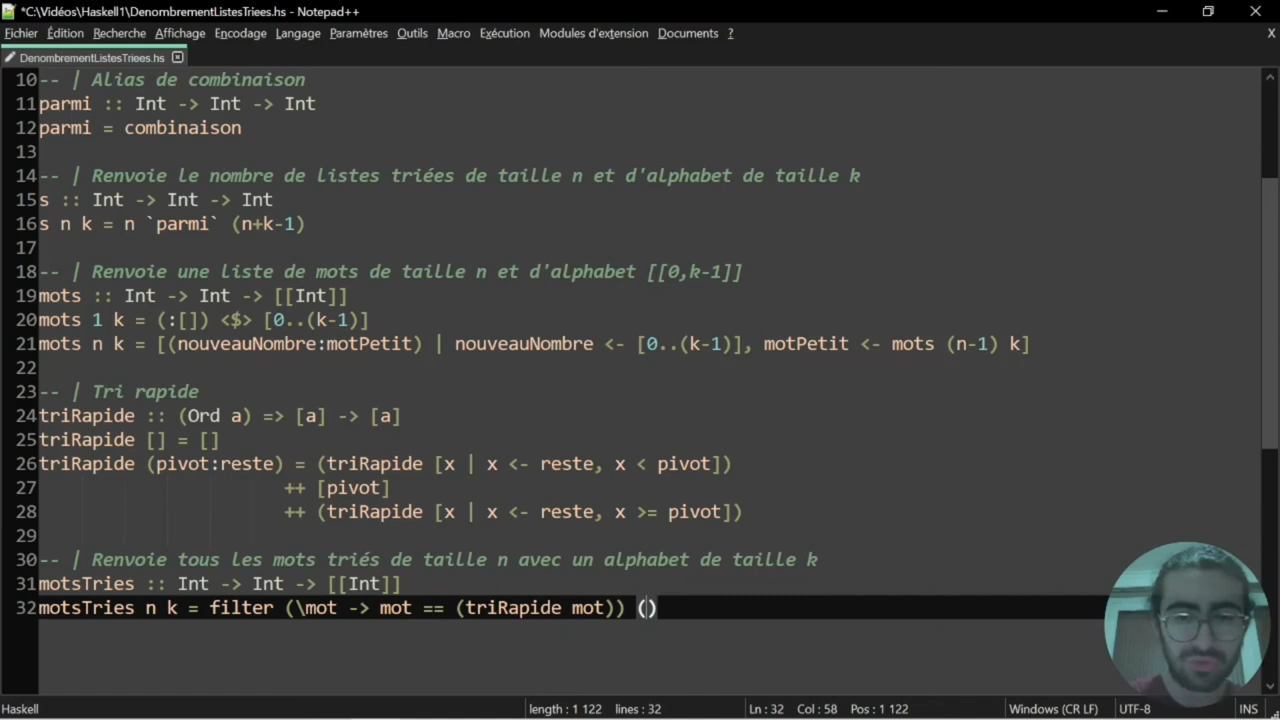 *C:\Vidéos\Haskell1\DenombrementListesTriees.hs - Notepad++
Fichier Édition Recherche Affichage Encodage Langage Paramètres Outils Macro Exécution Modules d'extension Documents ? X
DenombrementListesTriees.hs
10 -- | Alias de combinaison
11 parmi :: Int -> Int -> Int
12 parmi = combinaison
13
14 -- | Renvoie le nombre de listes triées de taille n et d'alphabet de taille k
15 s :: Int -> Int -> Int
16 s n k = n `parmi` (n+k-1)
17
18 -- | Renvoie une liste de mots de taille n et d'alphabet [[0,k-1]]
19 mots :: Int -> Int -> [[Int]]
20 mots 1 k = (:[]) <$> [0..(k-1)]
21 mots n k = [(nouveauNombre:motPetit) | nouveauNombre <- [0..(k-1)], motPetit <- mots (n-1) k]
22
23 -- | Tri rapide
24 triRapide :: (Ord a) => [a] -> [a]
25 triRapide [] = []
26 triRapide (pivot:reste) = (triRapide [x | x <- reste, x < pivot])
27 ++ [pivot]
28 ++ (triRapide [x | x <- reste, x >= pivot])
29
30 -- | Renvoie tous les mots triés de taille n avec un alphabet de taille k
31 motsTries :: Int -> Int -> [[Int]]
32 motsTries n k = filter (\mot -> mot == (triRapide mot)) ()
Haskell length : 1 122 lines : 32 Ln : 32 Col : 58 Pos : 1 122 Windows (CR LF) UTF-8 INS